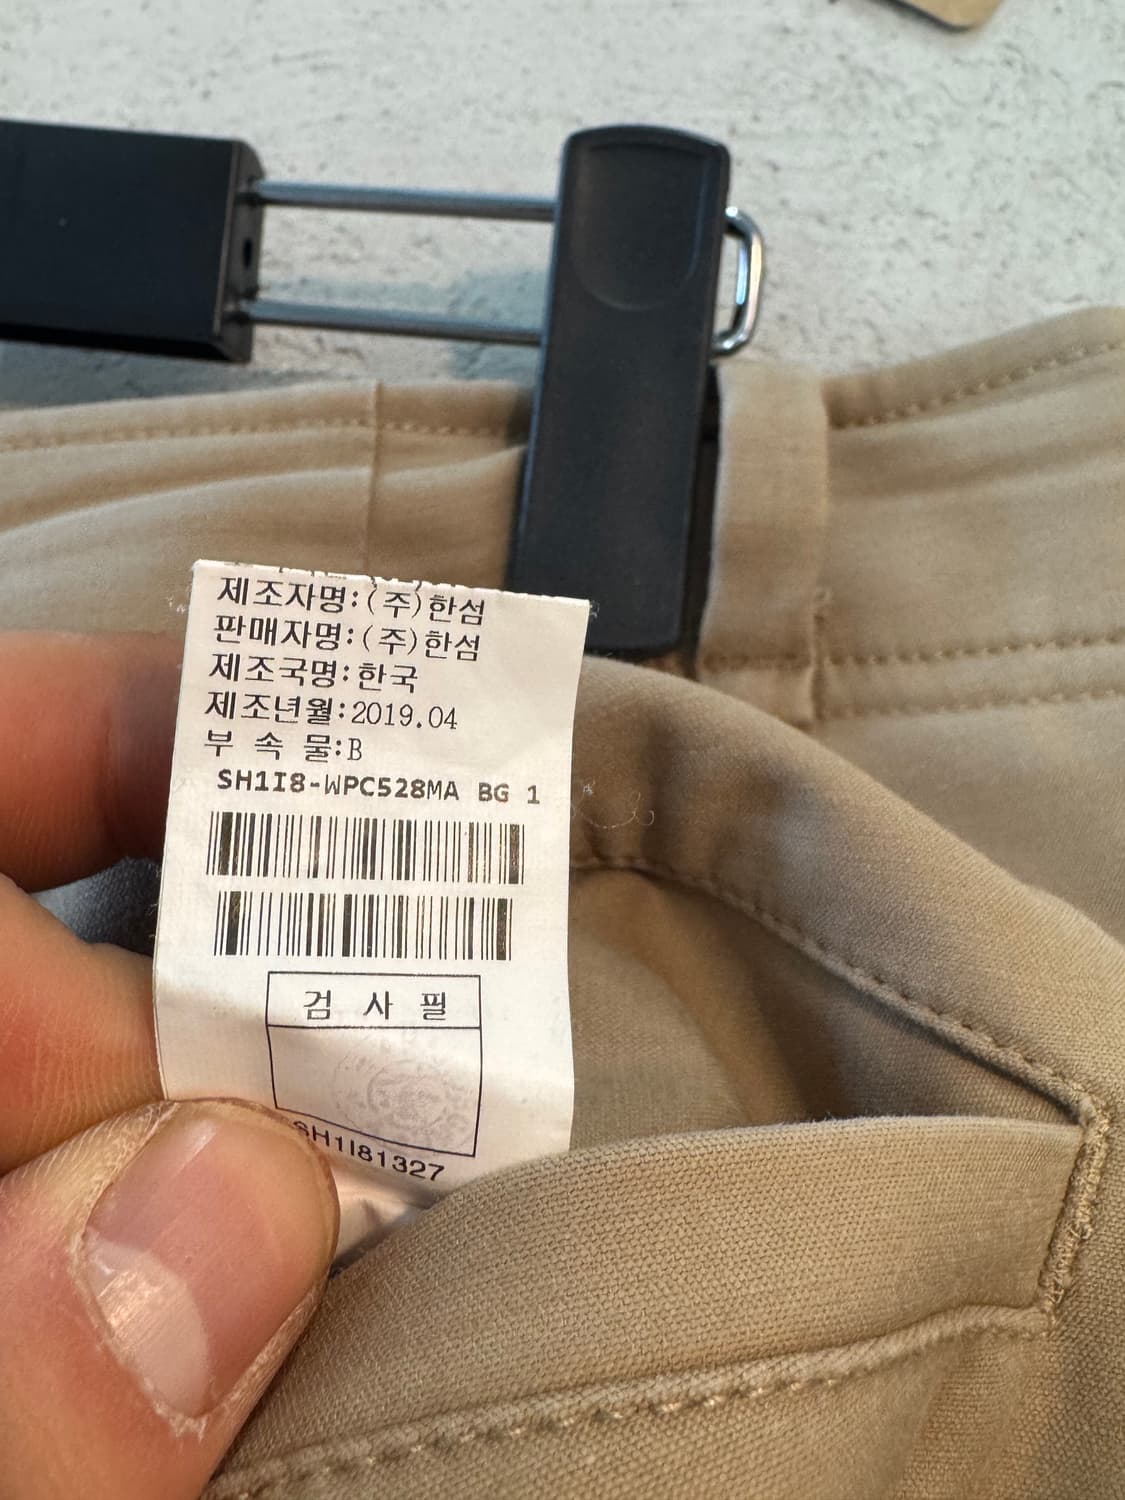 제조자명:(주)한섬
판매자명:(주)한섬
제조국명:한국
제조년월:2019.04
부 속 물:B
SH1I8-WPC528MA BG 1
검 사 필
SH1I81327